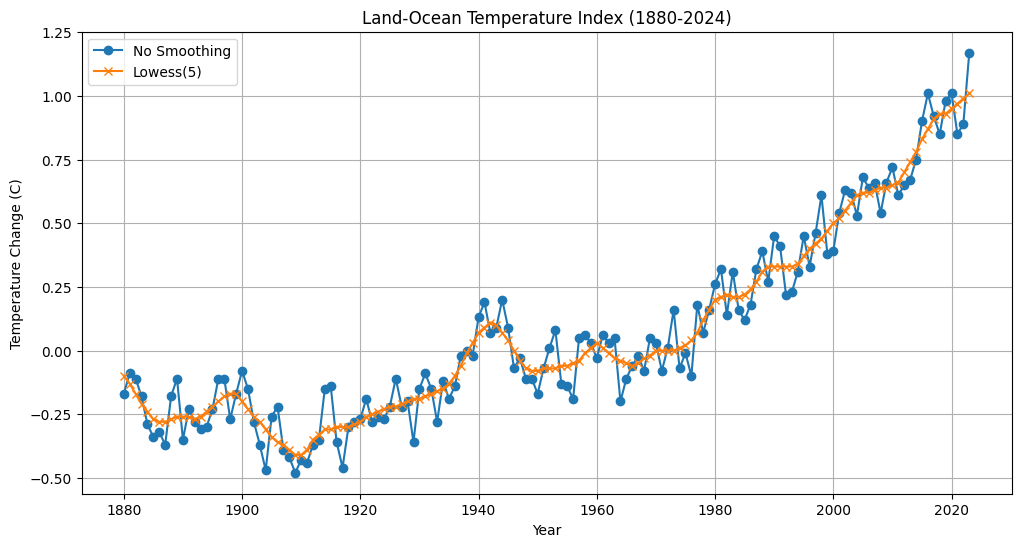 Land-Ocean Temperature Index (1880-2024)
No Smoothing
Lowess(5)
Temperature Change (C)
1.25
1.00
0.75
0.50
0.25
0.00
−0.25
−0.50
1880 1900 1920 1940 1960 1980 2000 2020
Year